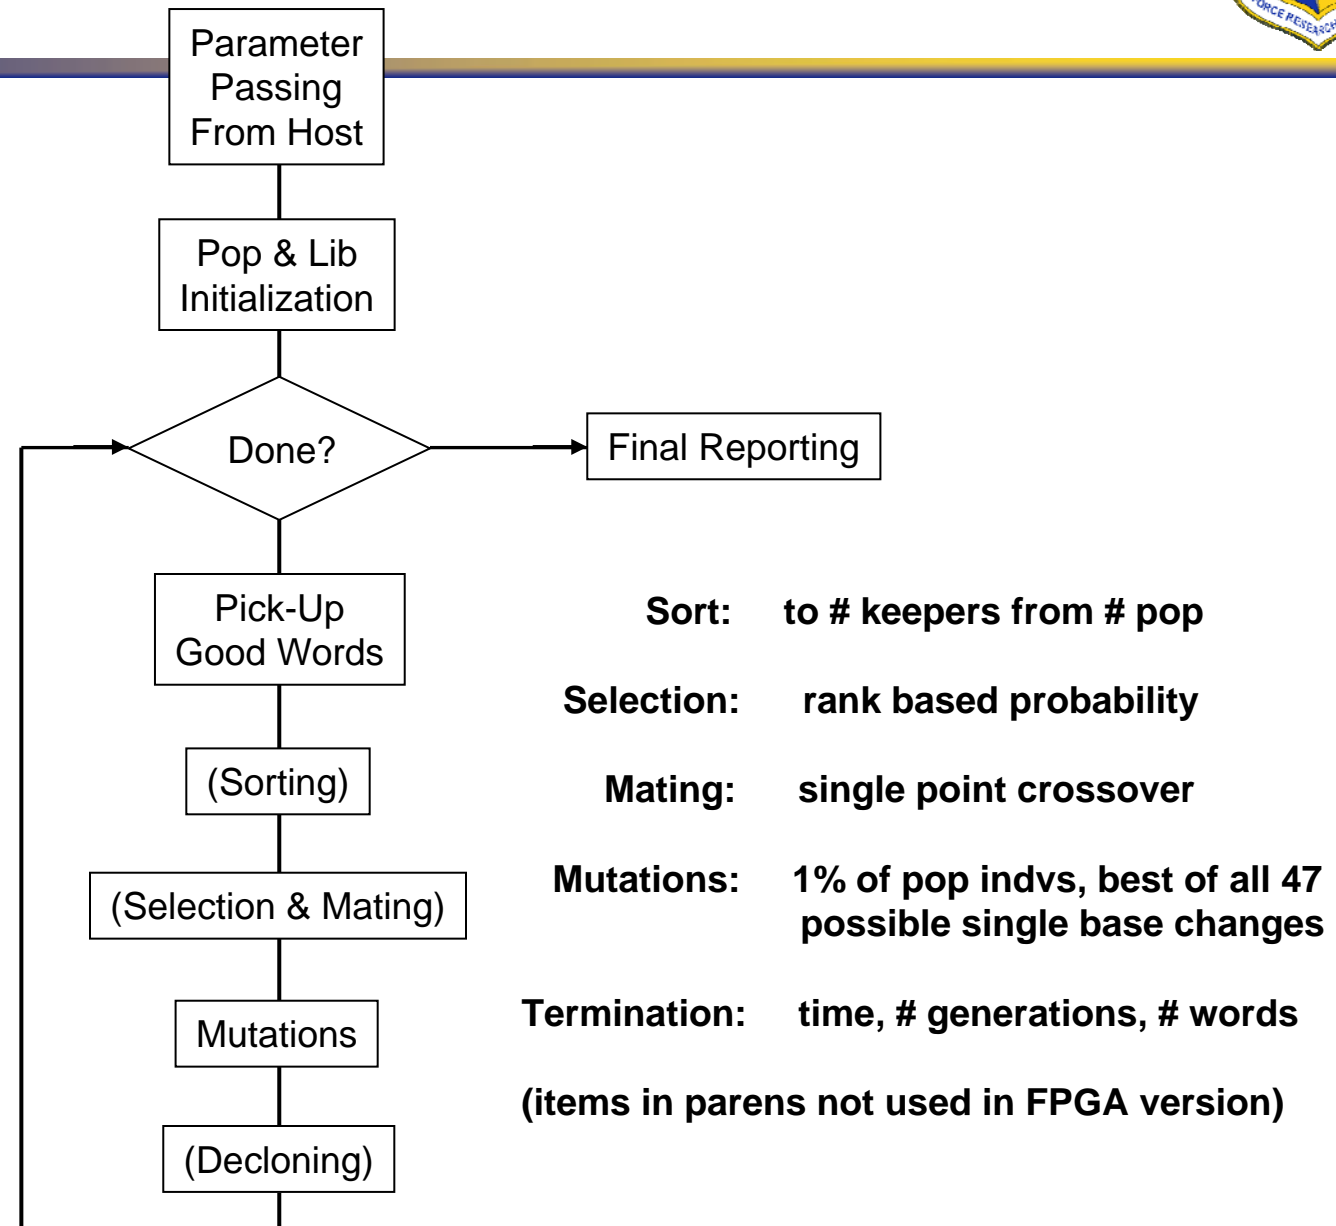 FORCE RESEARCH
Parameter
Passing
From Host
Pop & Lib
Initialization
Done?
Final Reporting
Pick-Up
Good Words
(Sorting)
(Selection & Mating)
Mutations
(Decloning)
Sort: to # keepers from # pop
Selection: rank based probability
Mating: single point crossover
Mutations: 1% of pop indvs, best of all 47
possible single base changes
Termination: time, # generations, # words
(items in parens not used in FPGA version)